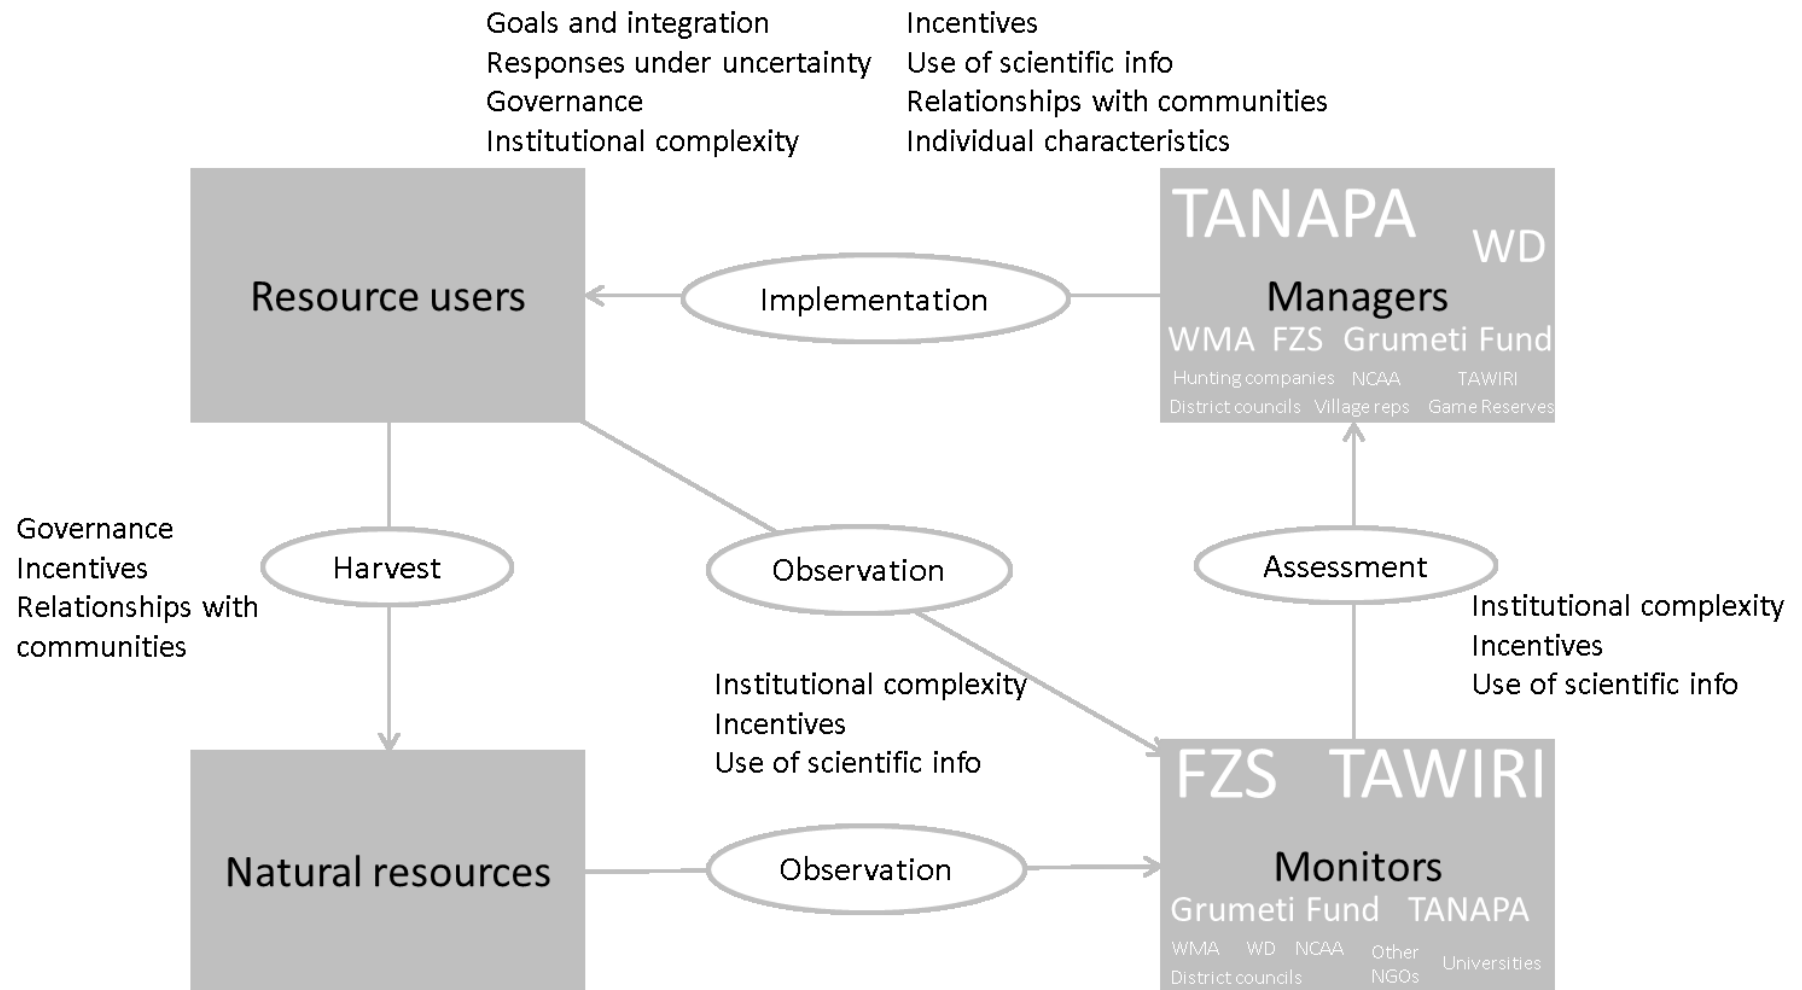 Goals and integration
Responses under uncertainty
Governance
Institutional complexity
Incentives
Use of scientific info
Relationships with communities
Individual characteristics
Resource users
Implementation
TANAPA
WD
Managers
WMA FZS Grumeti Fund
Hunting companies NCAA TAWIRI
District councils Village reps Game Reserves
Governance
Incentives
Relationships with
communities
Harvest
Observation
Assessment
Institutional complexity
Incentives
Use of scientific info
Institutional complexity
Incentives
Use of scientific info
Natural resources
Observation
FZS TAWIRI
Monitors
Grumeti Fund TANAPA
WMA WD NCAA Other
NGOs
Universities
District councils